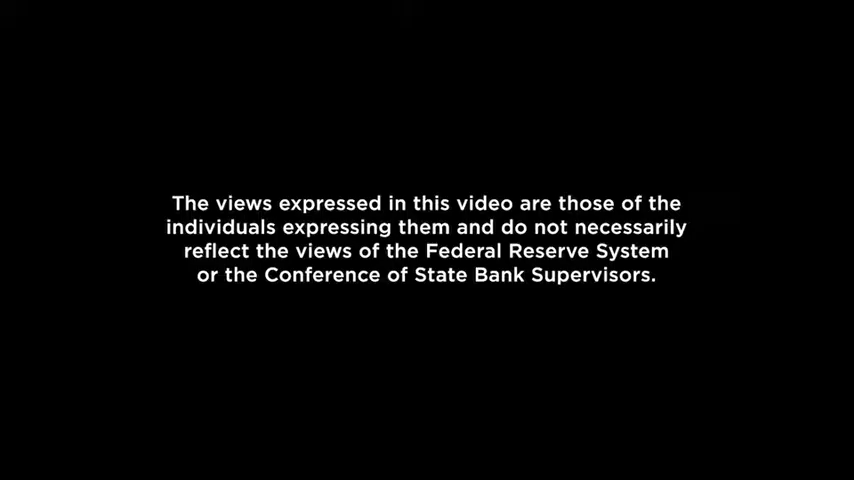 The views expressed in this video are those of the
individuals expressing them and do not necessarily
reflect the views of the Federal Reserve System
or the Conference of State Bank Supervisors.